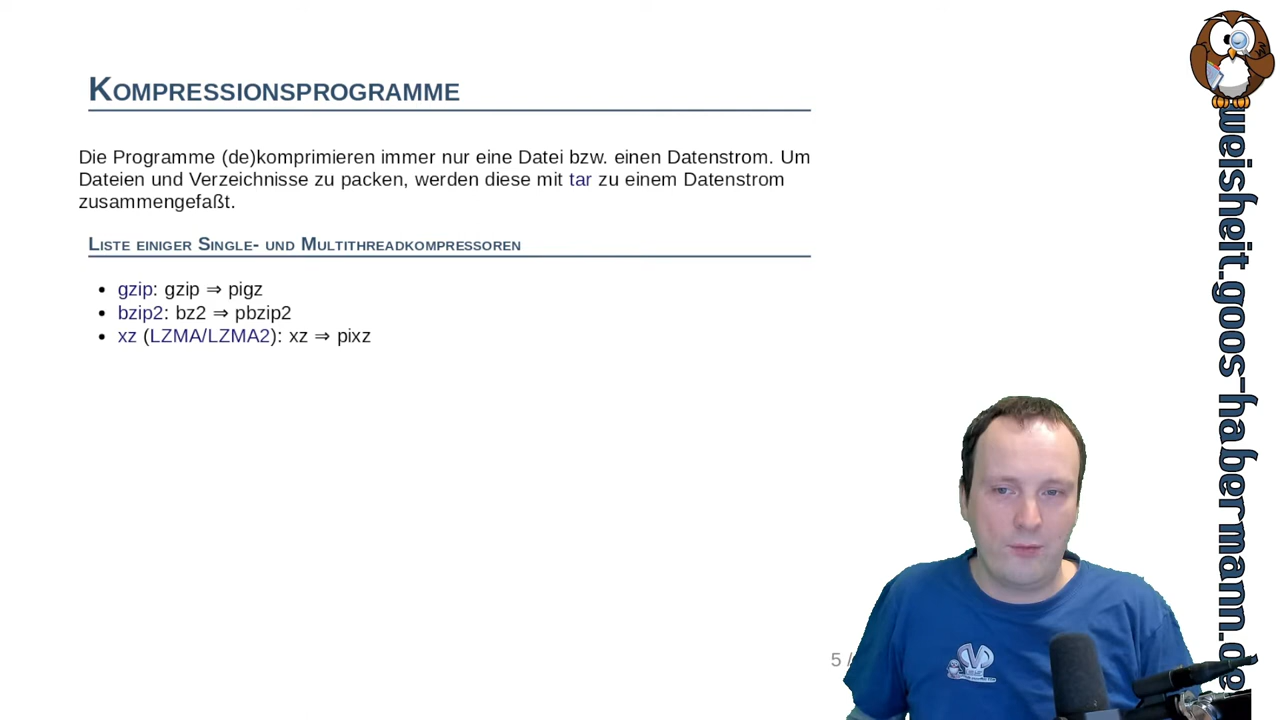 Kompressionsprogramme
Die Programme (de)komprimieren immer nur eine Datei bzw. einen Datenstrom. Um
Dateien und Verzeichnisse zu packen, werden diese mit tar zu einem Datenstrom
zusammengefaßt.
Liste einiger Single- und Multithreadkompressoren
• gzip: gzip ⇒ pigz
• bzip2: bz2 ⇒ pbzip2
• xz (LZMA/LZMA2): xz ⇒ pixz
5 /
weisheit.goos-habermann.de